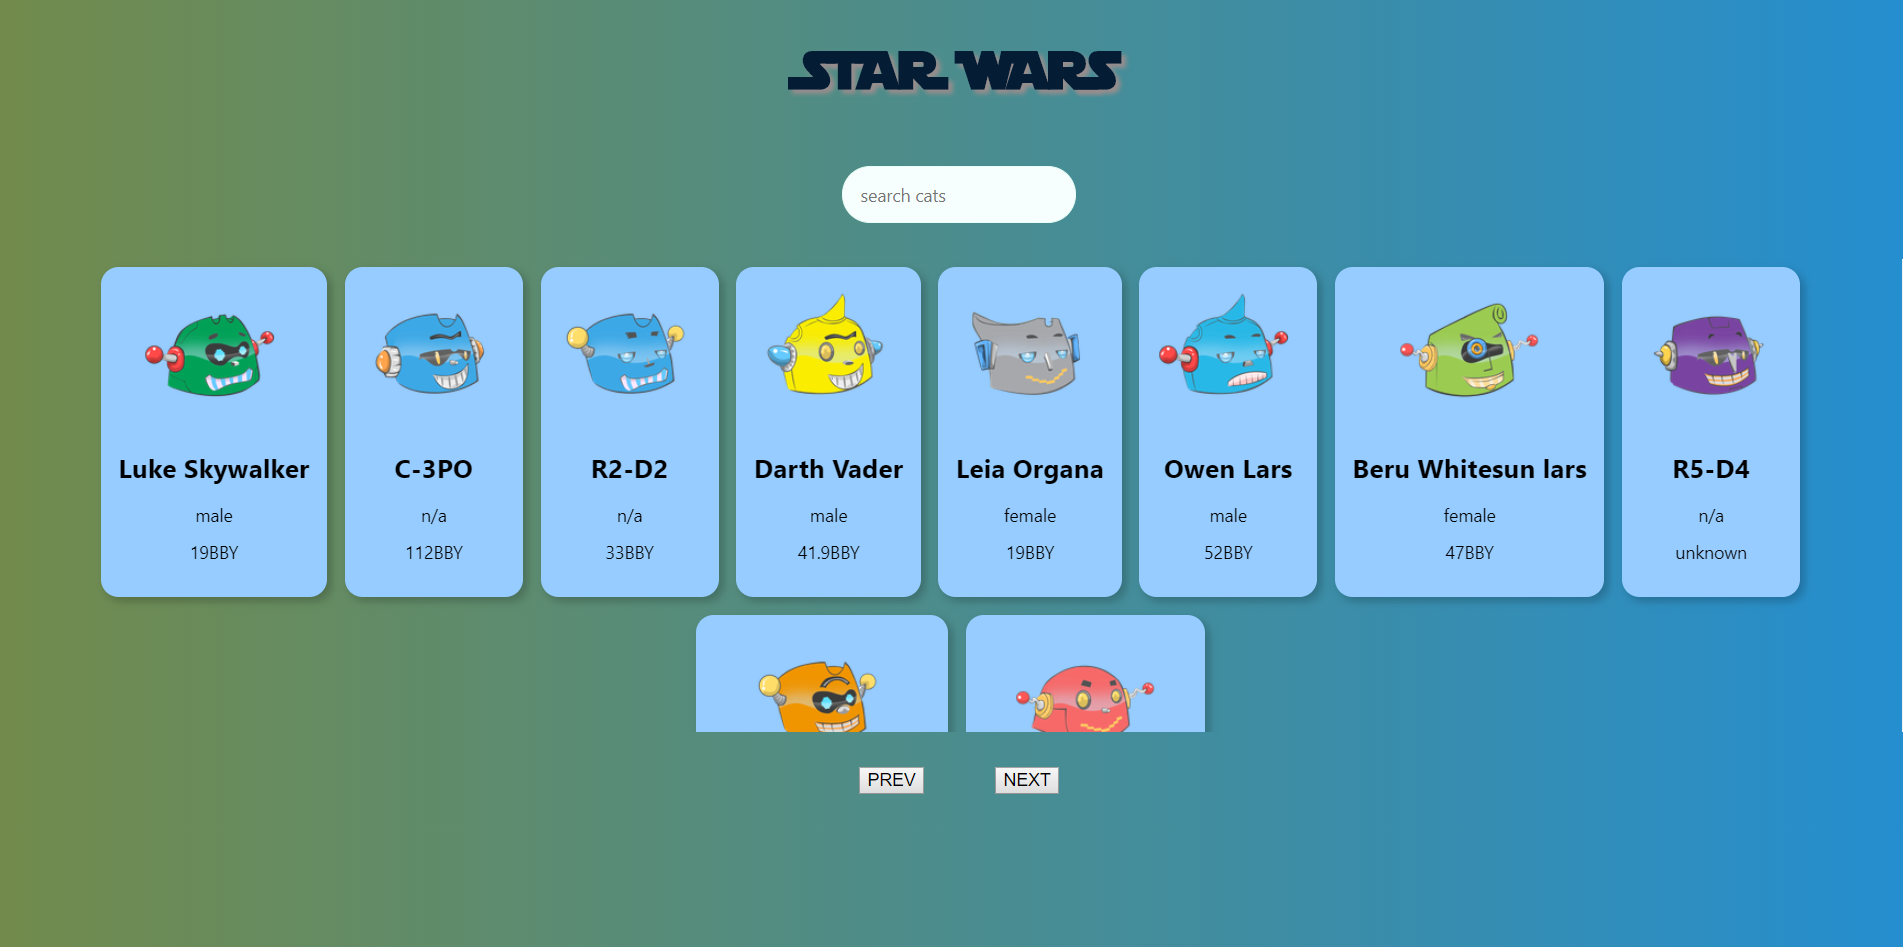 STAR WARS
search cats
Luke Skywalker
male
19BBY
C-3PO
n/a
112BBY
R2-D2
n/a
33BBY
Darth Vader
male
41.9BBY
Leia Organa
female
19BBY
Owen Lars
male
52BBY
Beru Whitesun lars
female
47BBY
R5-D4
n/a
unknown
PREV
NEXT